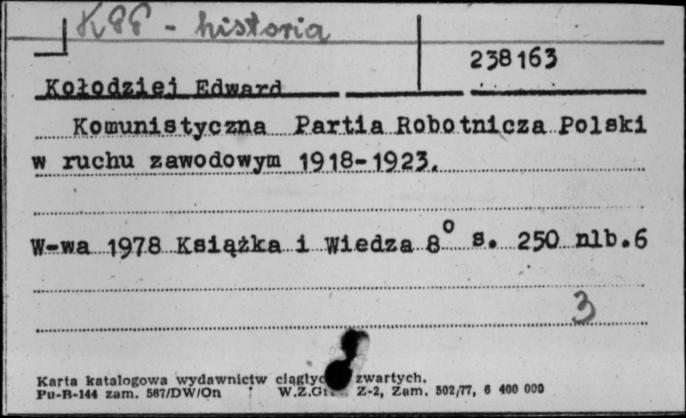 KPP - historia
238163
Kołodziej Edward
Komunistyczna Partia Robotnicza Polski
w ruchu zawodowym 1918-1923.
W-wa 1978 Książka i Wiedza 8° s. 250 nlb.6
3
Karta katalogowa wydawnictw zwartych.
Pu-B-144 zam. 567/DW/On W.Z.Gr. Z-2, Zam. 502/77, 6 400 000